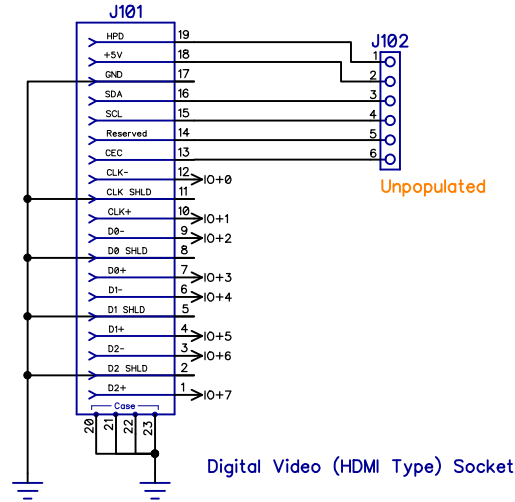 J101
HPD 19
+5V 18
GND 17
SDA 16
SCL 15
Reserved 14
CEC 13
CLK- 12 IO+0
CLK SHLD 11
CLK+ 10 IO+1
D0- 9 IO+2
D0 SHLD 8
D0+ 7 IO+3
D1- 6 IO+4
D1 SHLD 5
D1+ 4 IO+5
D2- 3 IO+6
D2 SHLD 2
D2+ 1 IO+7
Case
20 21 22 23
J102
1
2
3
4
5
6
Unpopulated
Digital Video (HDMI Type) Socket